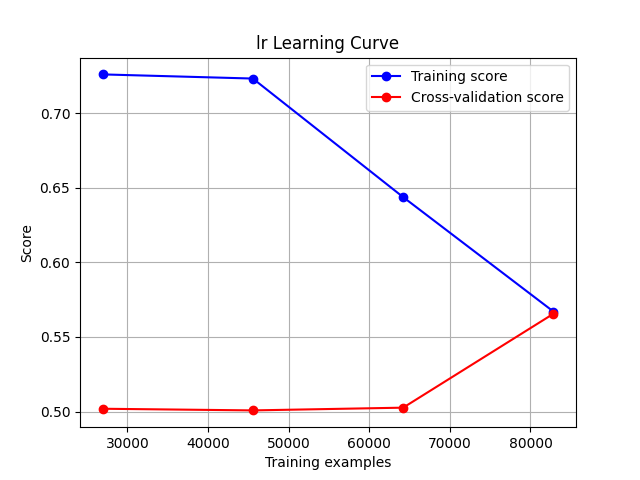 lr Learning Curve
Training score
Cross-validation score
Score
0.70
0.65
0.60
0.55
0.50
30000 40000 50000 60000 70000 80000
Training examples